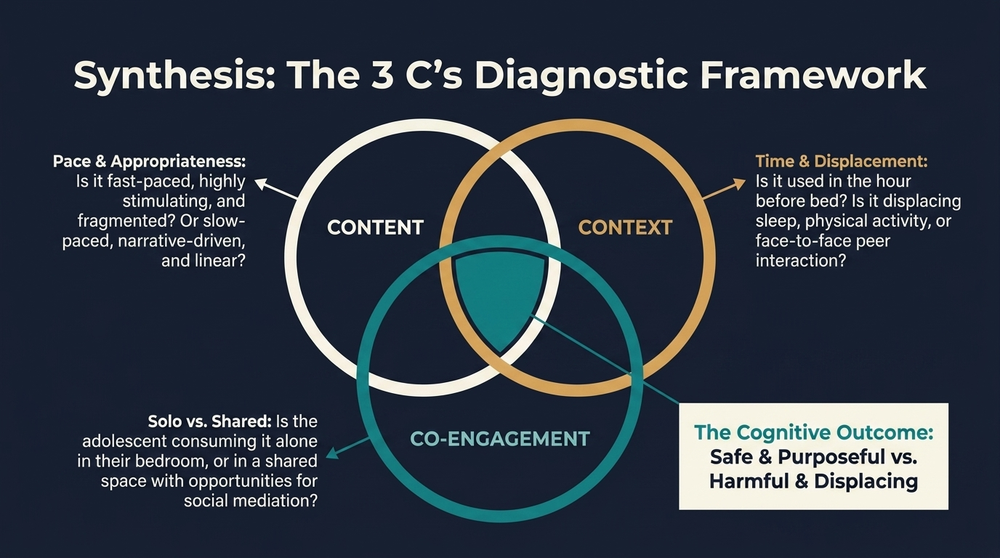 Synthesis: The 3 C’s Diagnostic Framework
Pace & Appropriateness:
Is it fast-paced, highly
stimulating, and
fragmented? Or slow-
paced, narrative-driven,
and linear?
CONTENT
CONTEXT
Time & Displacement:
Is it used in the hour
before bed? Is it displacing
sleep, physical activity, or
face-to-face peer
interaction?
Solo vs. Shared: Is the
adolescent consuming it alone
in their bedroom, or in a shared
space with opportunities for
social mediation?
CO-ENGAGEMENT
The Cognitive Outcome:
Safe & Purposeful vs.
Harmful & Displacing